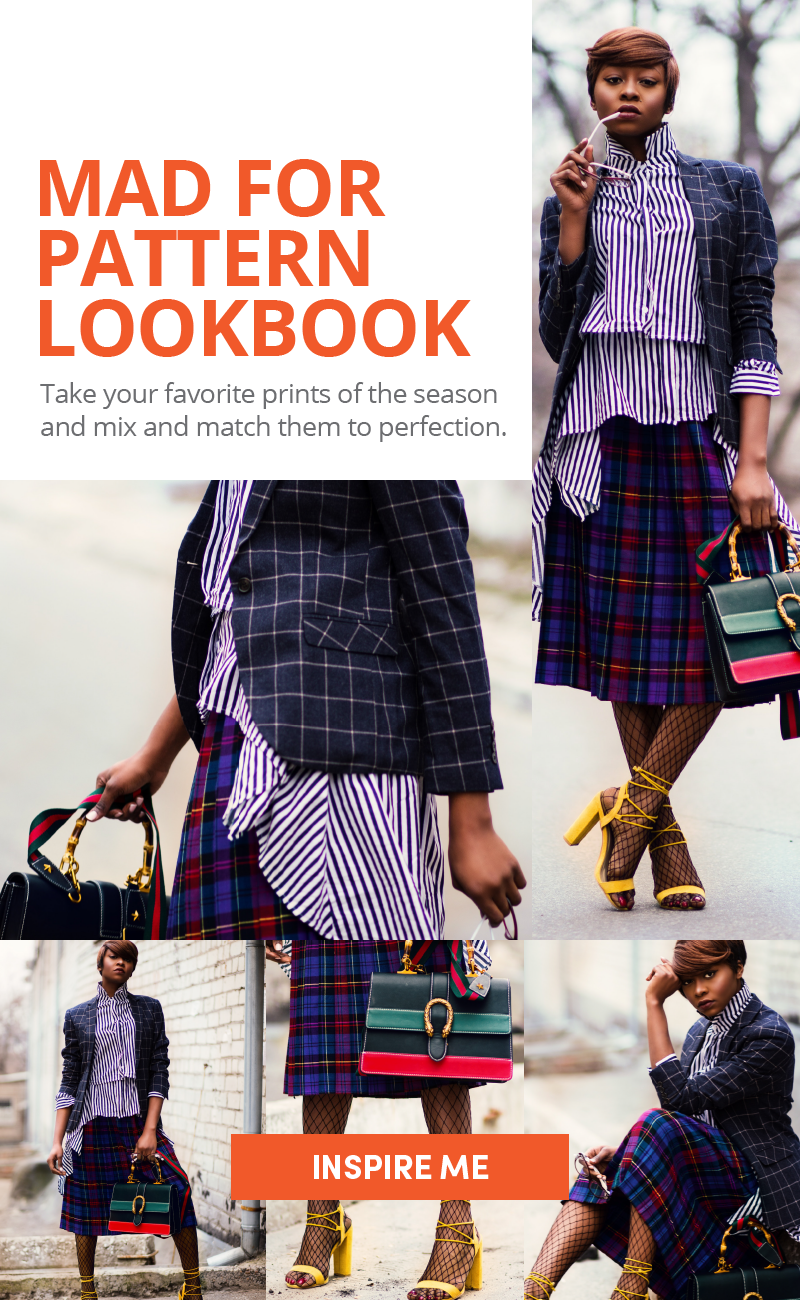 MAD FOR
PATTERN
LOOKBOOK
Take your favorite prints of the season
and mix and match them to perfection.
INSPIRE ME